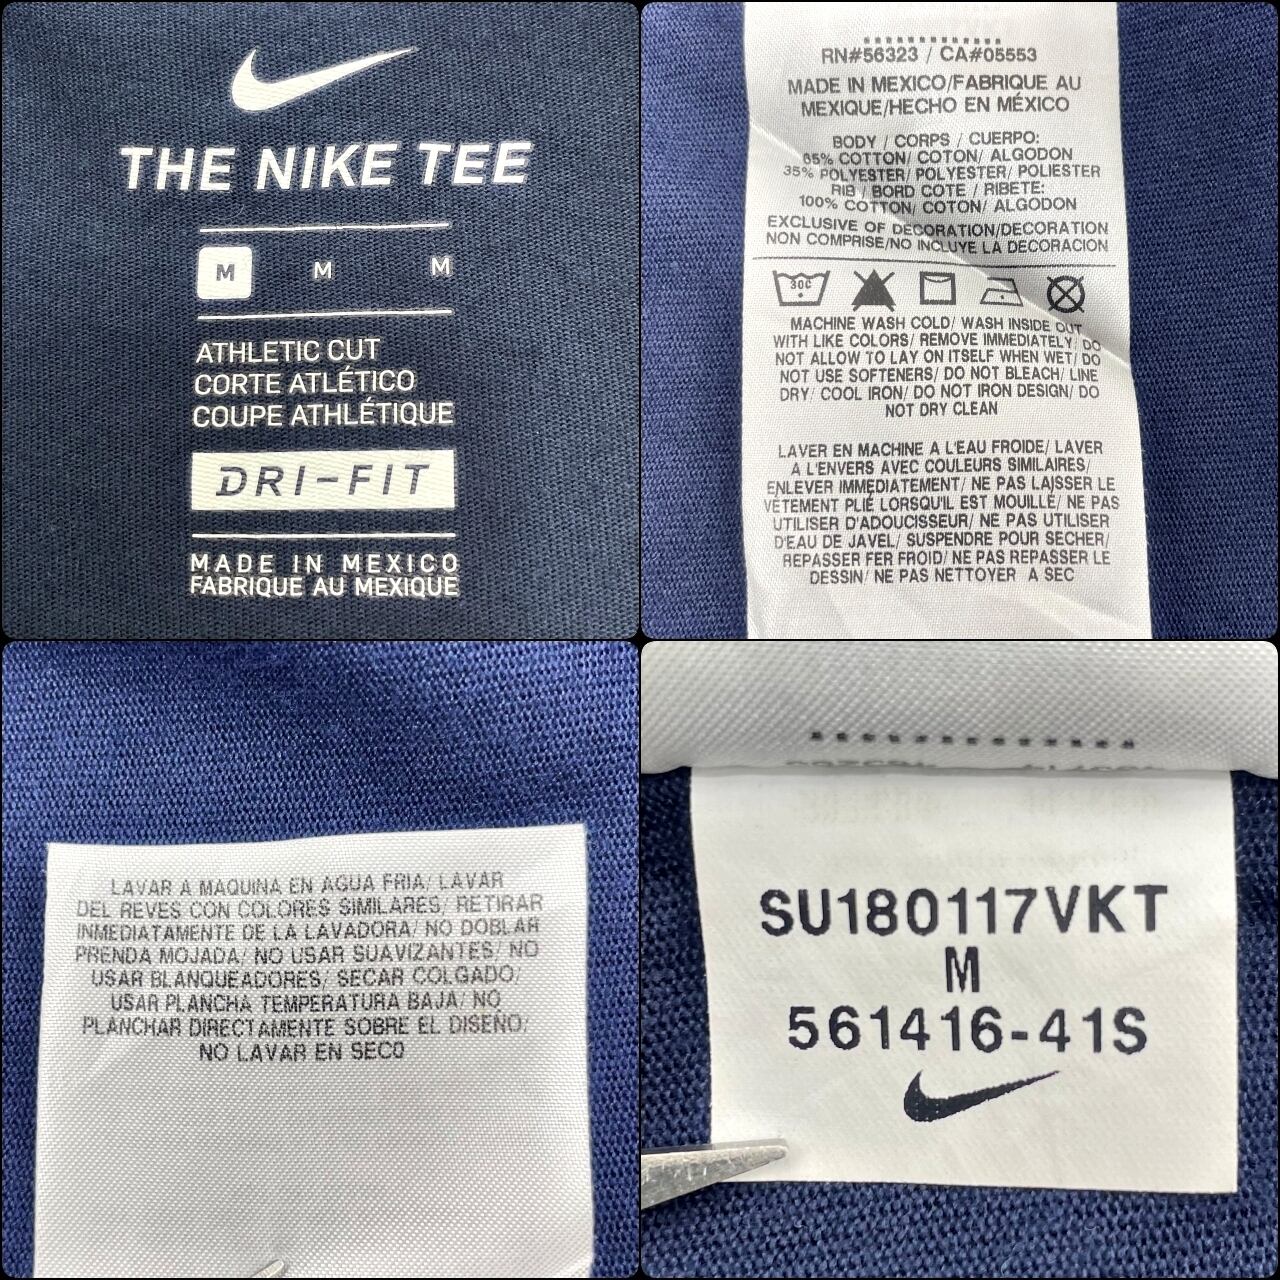 THE NIKE TEE
M M M
ATHLETIC CUT
CORTE ATLÉTICO
COUPE ATHLÉTIQUE
DRI-FIT
MADE IN MEXICO
FABRIQUE AU MEXIQUE
RN#56323 / CA#05553
MADE IN MEXICO/FABRIQUE AU
MEXIQUE/HECHO EN MÉXICO
BODY / CORPS / CUERPO:
65% COTTON/ COTON/ ALGODON
35% POLYESTER/ POLYESTER/ POLIESTER
RIB / BORD COTE / RIBETE:
100% COTTON/ COTON/ ALGODON
EXCLUSIVE OF DECORATION/DECORATION
NON COMPRISE/NO INCLUYE LA DECORACION
30C
MACHINE WASH COLD/ WASH INSIDE OUT
WITH LIKE COLORS/ REMOVE IMMEDIATELY/ DO
NOT ALLOW TO LAY ON ITSELF WHEN WET/ DO
NOT USE SOFTENERS/ DO NOT BLEACH/ LINE
DRY/ COOL IRON/ DO NOT IRON DESIGN/ DO
NOT DRY CLEAN
LAVER EN MACHINE A L'EAU FROIDE/ LAVER
A L'ENVERS AVEC COULEURS SIMILAIRES/
ENLEVER IMMÉDIATEMENT/ NE PAS LAISSER LE
VÊTEMENT PLIÉ LORSQU'IL EST MOUILLÉ/ NE PAS
UTILISER D'ADOUCISSEUR/ NE PAS UTILISER
D'EAU DE JAVEL/ SUSPENDRE POUR SECHER/
REPASSER FER FROID/ NE PAS REPASSER LE
DESSIN/ NE PAS NETTOYER A SEC
LAVAR A MAQUINA EN AGUA FRIA/ LAVAR
DEL REVES CON COLORES SIMILARES/ RETIRAR
INMEDIATAMENTE DE LA LAVADORA/ NO DOBLAR
PRENDA MOJADA/ NO USAR SUAVIZANTES/ NO
USAR BLANQUEADORES/ SECAR COLGADO/
USAR PLANCHA TEMPERATURA BAJA/ NO
PLANCHAR DIRECTAMENTE SOBRE EL DISEÑO/
NO LAVAR EN SECO
SU180117VKT
M
561416-41S